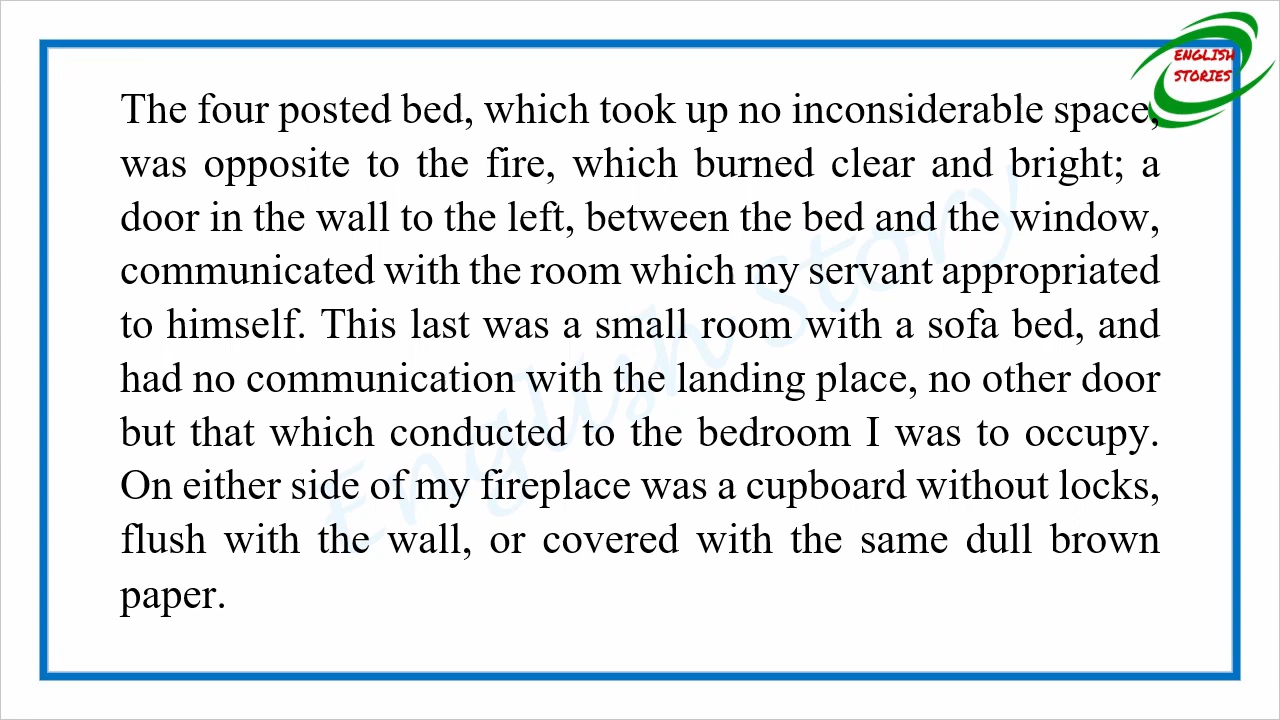 ENGLISH
STORIES
The four posted bed, which took up no inconsiderable space,
was opposite to the fire, which burned clear and bright; a
door in the wall to the left, between the bed and the window,
communicated with the room which my servant appropriated
to himself. This last was a small room with a sofa bed, and
had no communication with the landing place, no other door
but that which conducted to the bedroom I was to occupy.
On either side of my fireplace was a cupboard without locks,
flush with the wall, or covered with the same dull brown
paper.
English Story